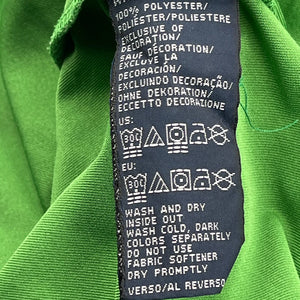 100% POLYESTER/
POLIÉSTER/POLIESTERE
EXCLUSIVE OF
DECORATION/
SAUF DÉCORATION/
EXCLUYE LA
DECORACIÓN/
EXCLUINDO DECORAÇÃO/
OHNE DEKORATION/
ECCETTO DECORAZIONE
US:
30C
EU:
30C
WASH AND DRY
INSIDE OUT
WASH COLD, DARK
COLORS SEPARATELY
DO NOT USE
FABRIC SOFTENER
DRY PROMPTLY
VERSO/AL REVERSO